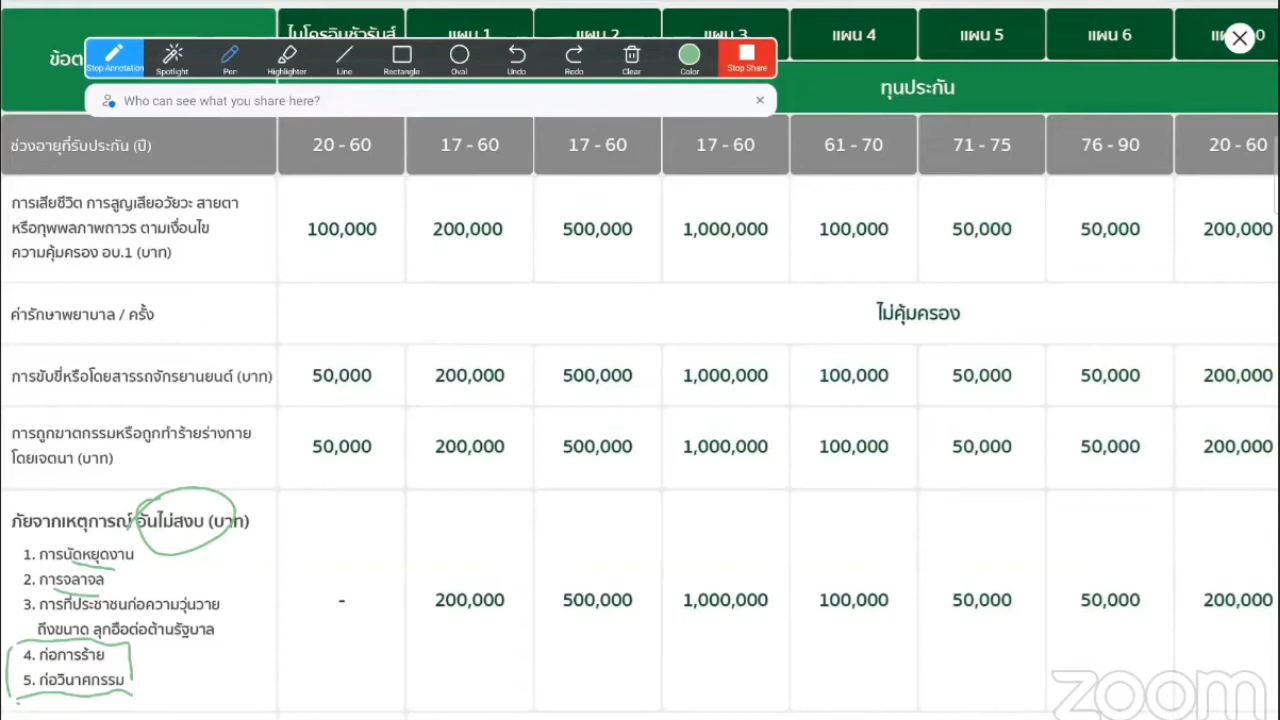 ไมโครอินชัวรันส์ แผน 1 แผน 2 แผน 3 แผน 4 แผน 5 แผน 6
Stop Annotation Spotlight Pen Highlighter Line Rectangle Oval Undo Redo Clear Color Stop Share
Who can see what you share here?
ทุนประกัน
ช่วงอายุที่รับประกัน (ปี) 20 - 60 17 - 60 17 - 60 17 - 60 61 - 70 71 - 75 76 - 90 20 - 60
การเสียชีวิต การสูญเสียอวัยวะ สายตา
หรือทุพพลภาพถาวร ตามเงื่อนไข
ความคุ้มครอง อบ.1 (บาท)
100,000 200,000 500,000 1,000,000 100,000 50,000 50,000 200,000
ค่ารักษาพยาบาล / ครั้ง ไม่คุ้มครอง
การขับขี่หรือโดยสารรถจักรยานยนต์ (บาท) 50,000 200,000 500,000 1,000,000 100,000 50,000 50,000 200,000
การถูกฆาตกรรมหรือถูกทำร้ายร่างกาย
โดยเจตนา (บาท)
50,000 200,000 500,000 1,000,000 100,000 50,000 50,000 200,000
ภัยจากเหตุการณ์ อันไม่สงบ (บาท)
1. การนัดหยุดงาน
2. การจลาจล
3. การที่ประชาชนก่อความวุ่นวาย
ถึงขนาด ลุกฮือต่อต้านรัฐบาล
4. ก่อการร้าย
5. ก่อวินาศกรรม
- 200,000 500,000 1,000,000 100,000 50,000 50,000 200,000
zoom